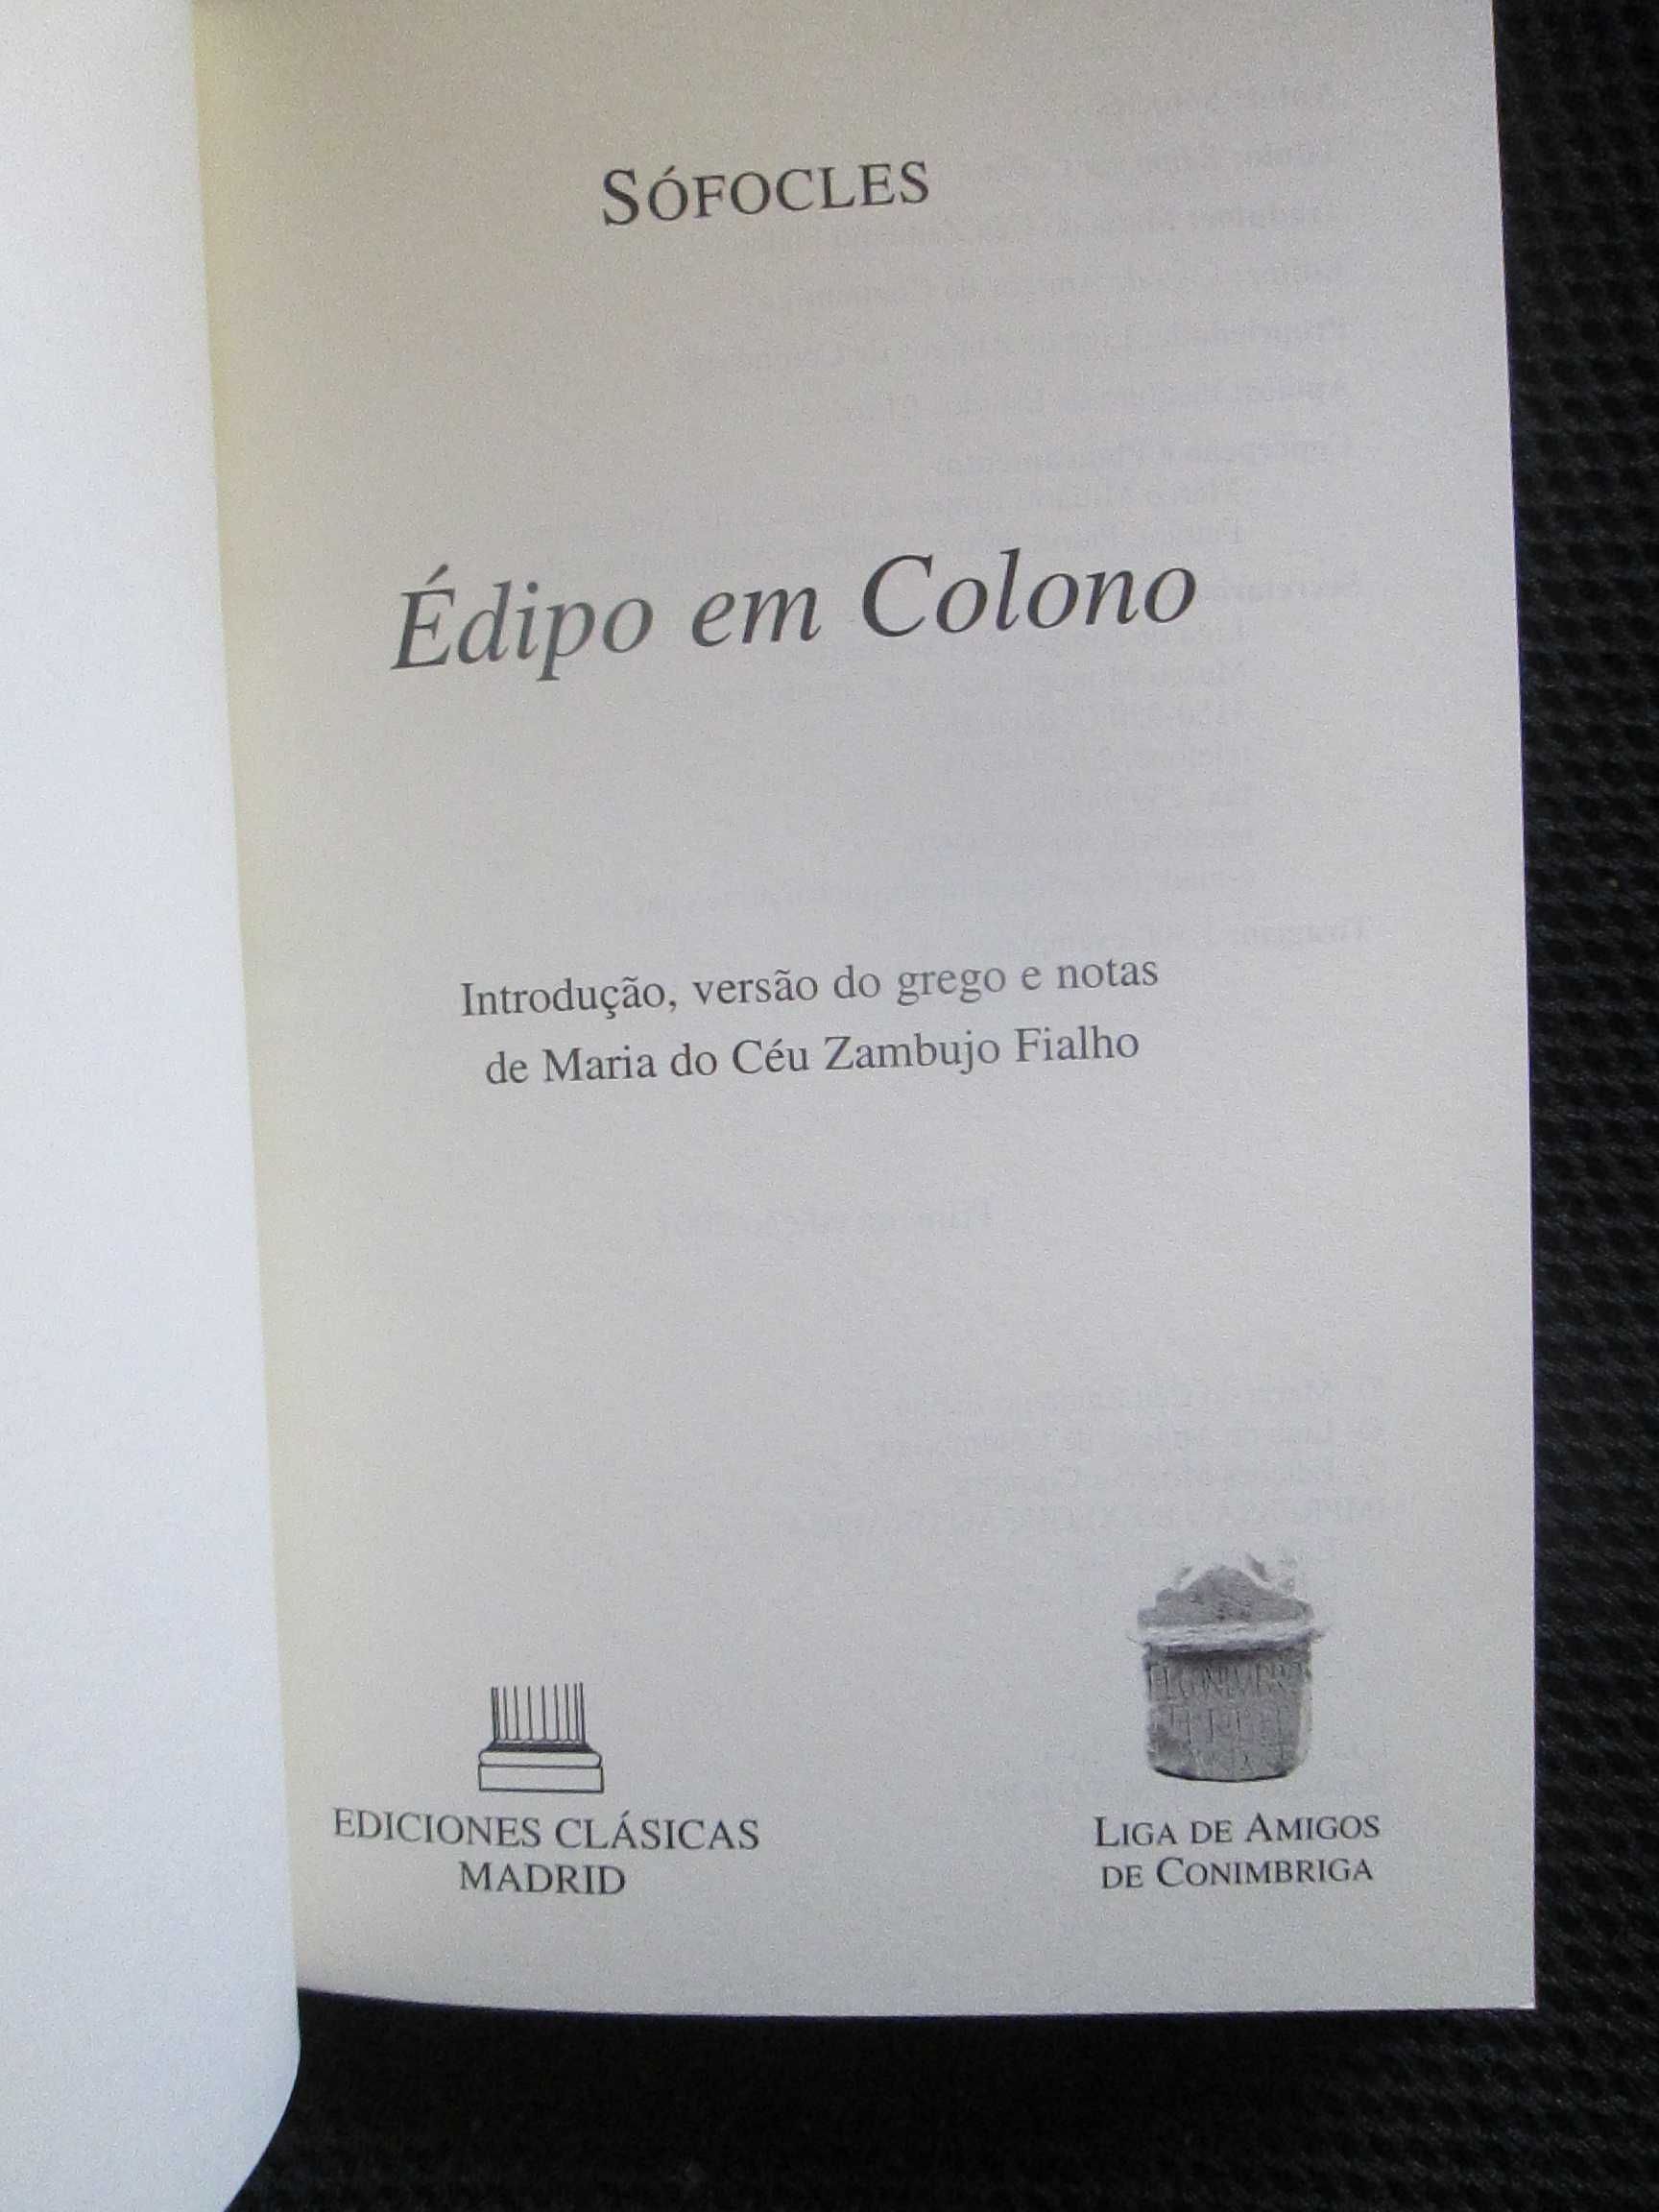 SÓFOCLES
Édipo em Colono
Introdução, versão do grego e notas
de Maria do Céu Zambujo Fialho
EDICIONES CLÁSICAS
MADRID
LIGA DE AMIGOS
DE CONIMBRIGA